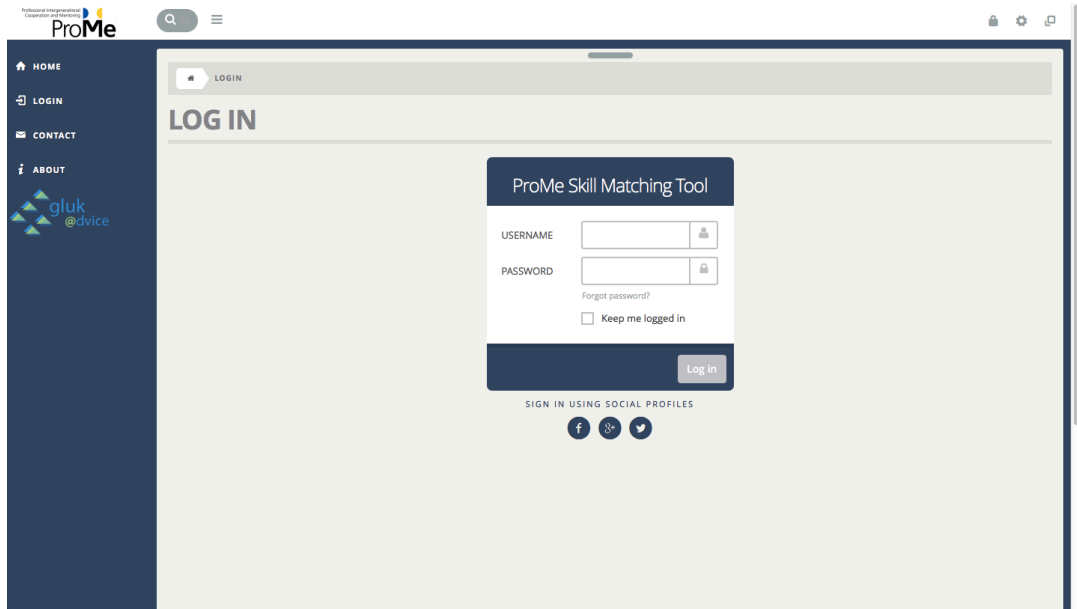 Professional Intergenerational
Cooperation and Mentoring
ProMe
HOME
LOGIN
CONTACT
ABOUT
gluk
@dvice
LOGIN
LOG IN
ProMe Skill Matching Tool
USERNAME
PASSWORD
Forgot password?
Keep me logged in
Log in
SIGN IN USING SOCIAL PROFILES